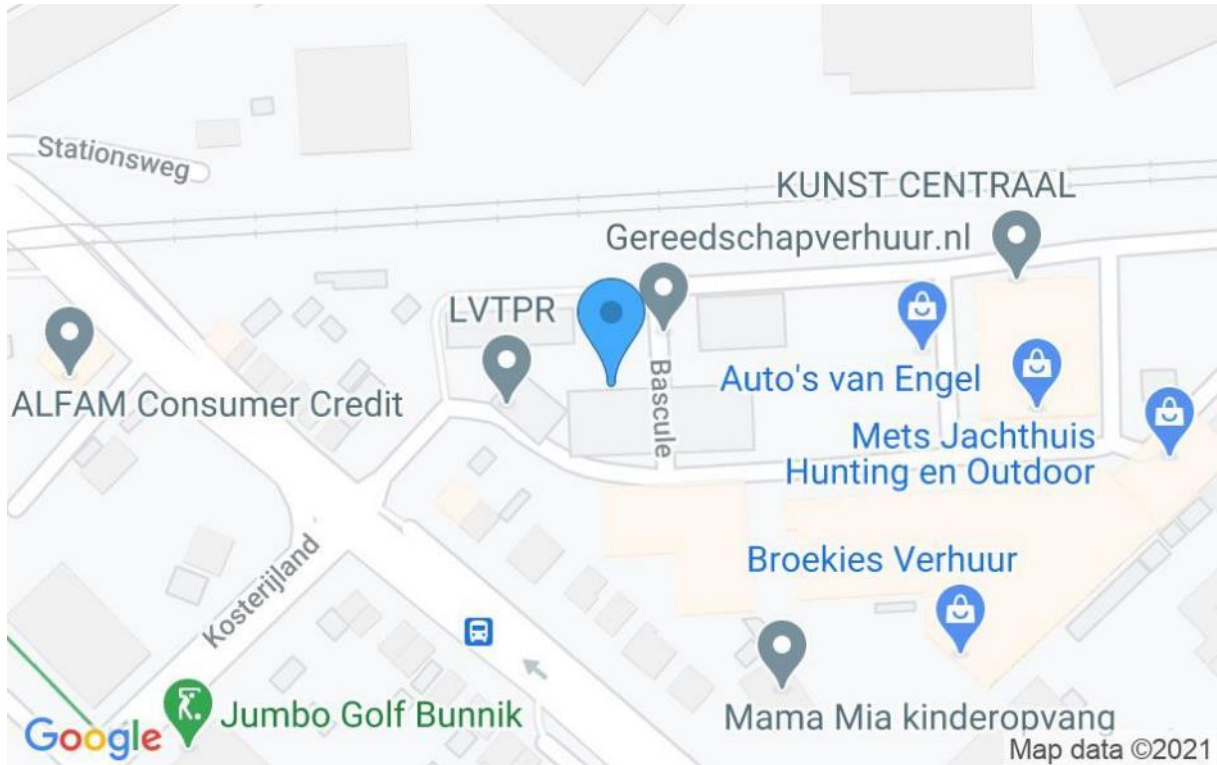 Stationsweg
KUNST CENTRAAL
Gereedschapverhuur.nl
LVTPR
Bascule
Auto's van Engel
ALFAM Consumer Credit
Mets Jachthuis
Hunting en Outdoor
Broekies Verhuur
Kosterijland
Jumbo Golf Bunnik
Mama Mia kinderopvang
Google
Map data ©2021